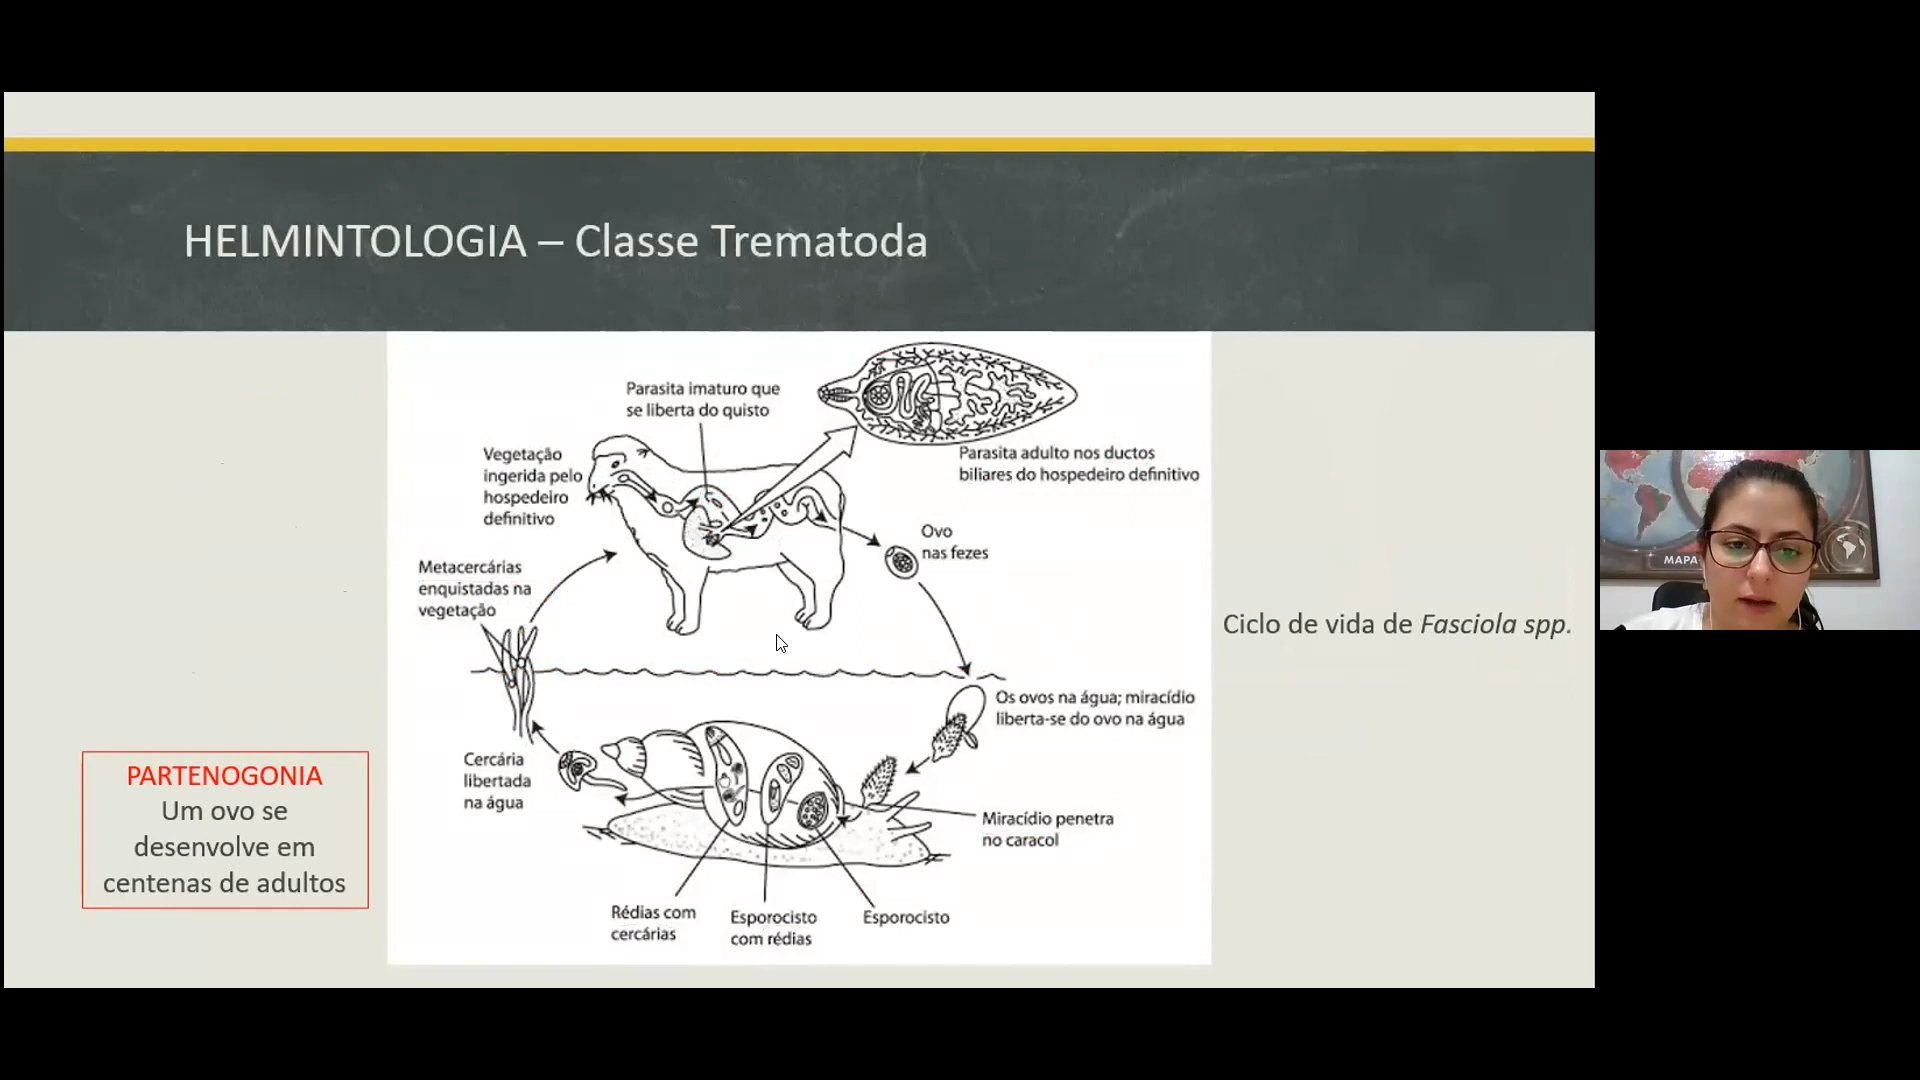 HELMINTOLOGIA – Classe Trematoda
Parasita imaturo que
se liberta do quisto
Vegetação
ingerida pelo
hospedeiro
definitivo
Parasita adulto nos ductos
biliares do hospedeiro definitivo
Ovo
nas fezes
Metacercárias
enquistadas na
vegetação
Ciclo de vida de Fasciola spp.
Os ovos na água; miracídio
liberta-se do ovo na água
Cercária
libertada
na água
Miracídio penetra
no caracol
Rédias com
cercárias
Esporocisto
com rédias
Esporocisto
PARTENOGONIA
Um ovo se
desenvolve em
centenas de adultos
MAPA